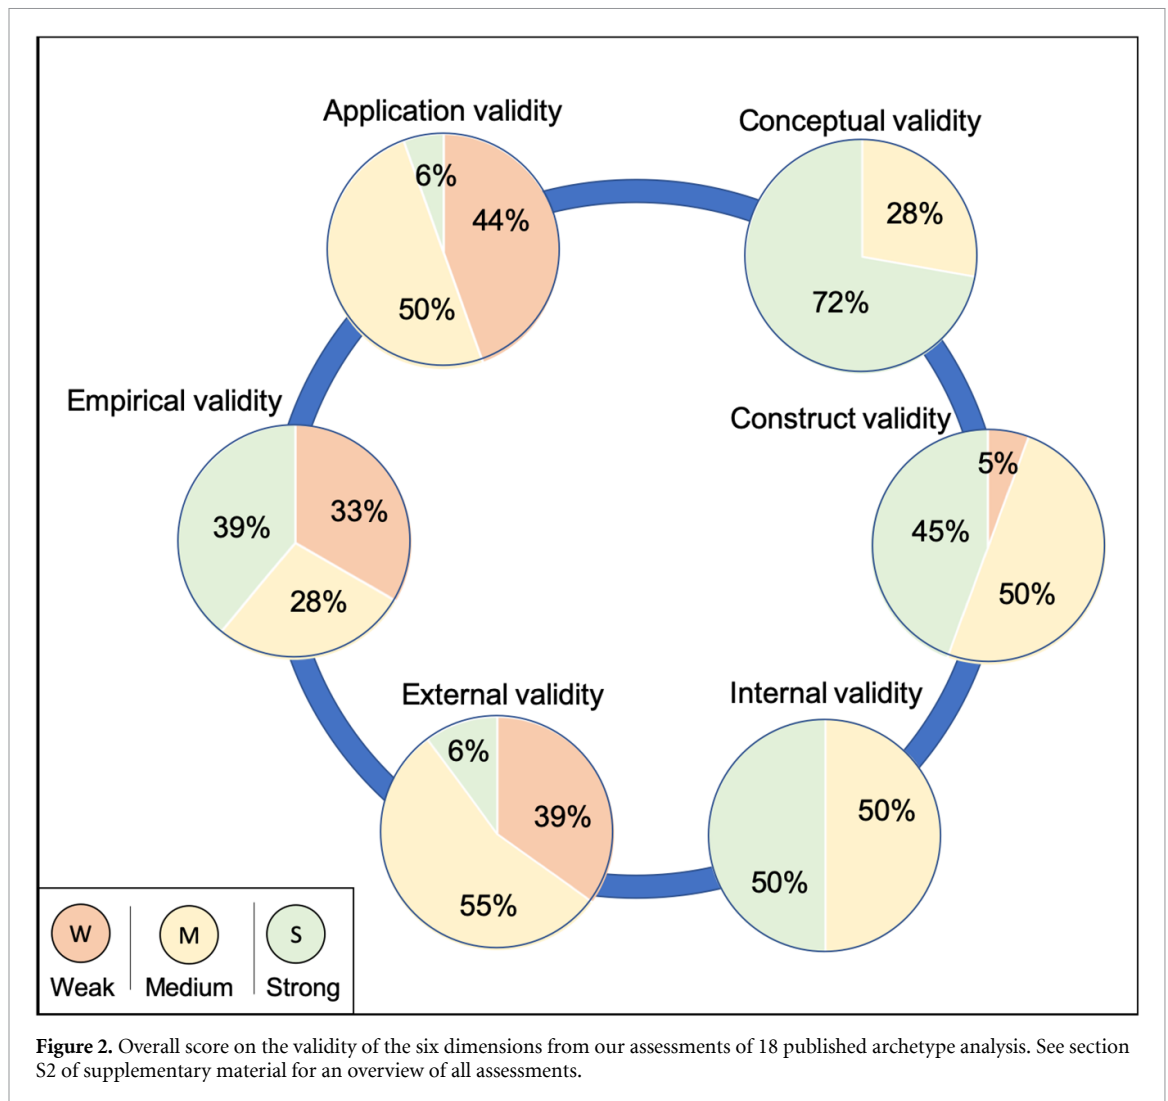 Application validity
6%
44%
50%
Conceptual validity
28%
72%
Empirical validity
39%
33%
28%
Construct validity
5%
45%
50%
External validity
6%
39%
55%
Internal validity
50%
50%
W
M
S
Weak
Medium
Strong
Figure 2. Overall score on the validity of the six dimensions from our assessments of 18 published archetype analysis. See section
S2 of supplementary material for an overview of all assessments.